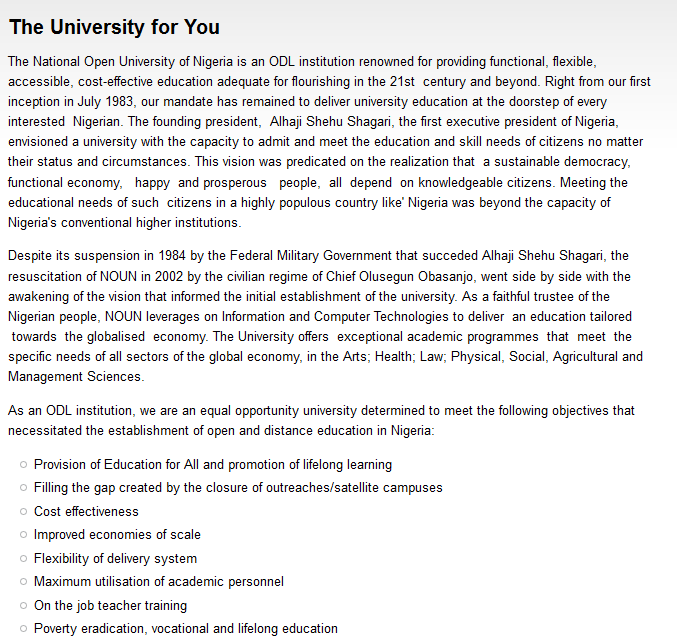 The University for You
The National Open University of Nigeria is an ODL institution renowned for providing functional, flexible,
accessible, cost-effective education adequate for flourishing in the 21st  century and beyond. Right from our first
inception in July 1983, our mandate has remained to deliver university education at the doorstep of every
interested  Nigerian. The founding president,  Alhaji Shehu Shagari, the first executive president of Nigeria,
envisioned a university with the capacity to admit and meet the education and skill needs of citizens no matter
their status and circumstances. This vision was predicated on the realization that  a sustainable democracy,
functional economy,   happy  and prosperous   people,  all  depend  on knowledgeable citizens. Meeting the
educational needs of such  citizens in a highly populous country like' Nigeria was beyond the capacity of
Nigeria's conventional higher institutions.
Despite its suspension in 1984 by the Federal Military Government that succeded Alhaji Shehu Shagari, the
resuscitation of NOUN in 2002 by the civilian regime of Chief Olusegun Obasanjo, went side by side with the
awakening of the vision that informed the initial establishment of the university. As a faithful trustee of the
Nigerian people, NOUN leverages on Information and Computer Technologies to deliver  an education tailored
towards  the globalised  economy. The University offers  exceptional academic programmes  that  meet  the
specific needs of all sectors of the global economy, in the Arts; Health; Law; Physical, Social, Agricultural and
Management Sciences.
As an ODL institution, we are an equal opportunity university determined to meet the following objectives that
necessitated the establishment of open and distance education in Nigeria:
Provision of Education for All and promotion of lifelong learning
Filling the gap created by the closure of outreaches/satellite campuses
Cost effectiveness
Improved economies of scale
Flexibility of delivery system
Maximum utilisation of academic personnel
On the job teacher training
Poverty eradication, vocational and lifelong education